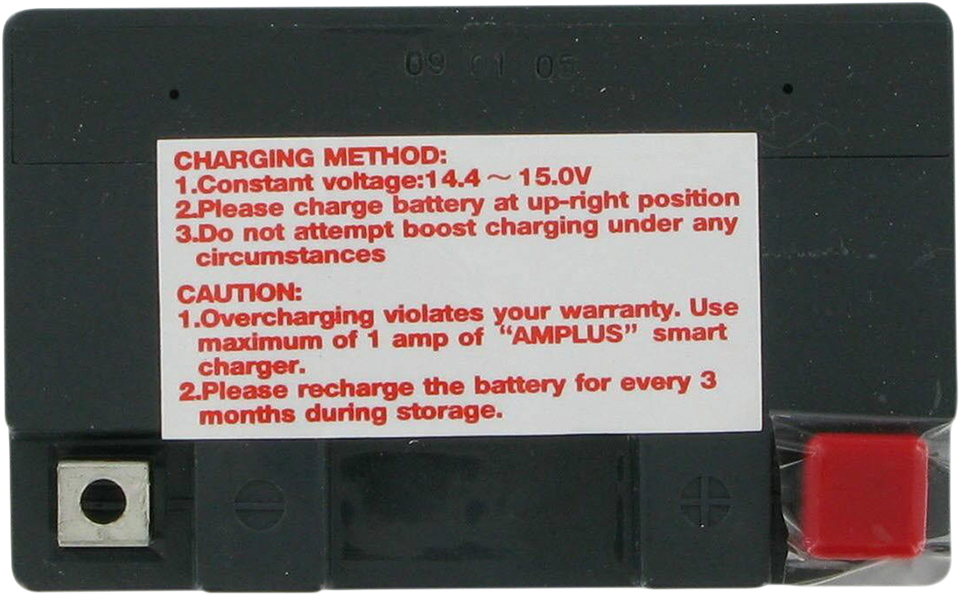 09 01 05
CHARGING METHOD:
1.Constant voltage:14.4 ~ 15.0V
2.Please charge battery at up-right position
3.Do not attempt boost charging under any
circumstances
CAUTION:
1.Overcharging violates your warranty. Use
maximum of 1 amp of “AMPLUS” smart
charger.
2.Please recharge the battery for every 3
months during storage.